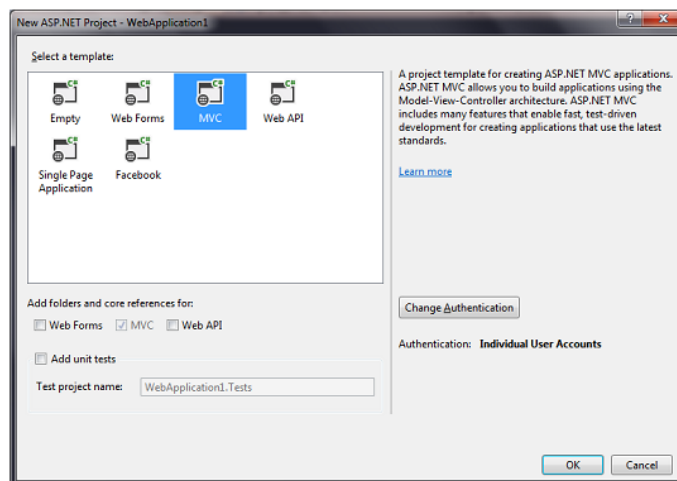 New ASP.NET Project - WebApplication1
Select a template:
C# C# C# C#
Empty Web Forms MVC Web API
C# C#
Single Page Application Facebook
A project template for creating ASP.NET MVC applications.
ASP.NET MVC allows you to build applications using the
Model-View-Controller architecture. ASP.NET MVC
includes many features that enable fast, test-driven
development for creating applications that use the latest
standards.
Learn more
Add folders and core references for:
Web Forms MVC Web API
Add unit tests
Test project name: WebApplication1.Tests
Change Authentication
Authentication: Individual User Accounts
OK Cancel